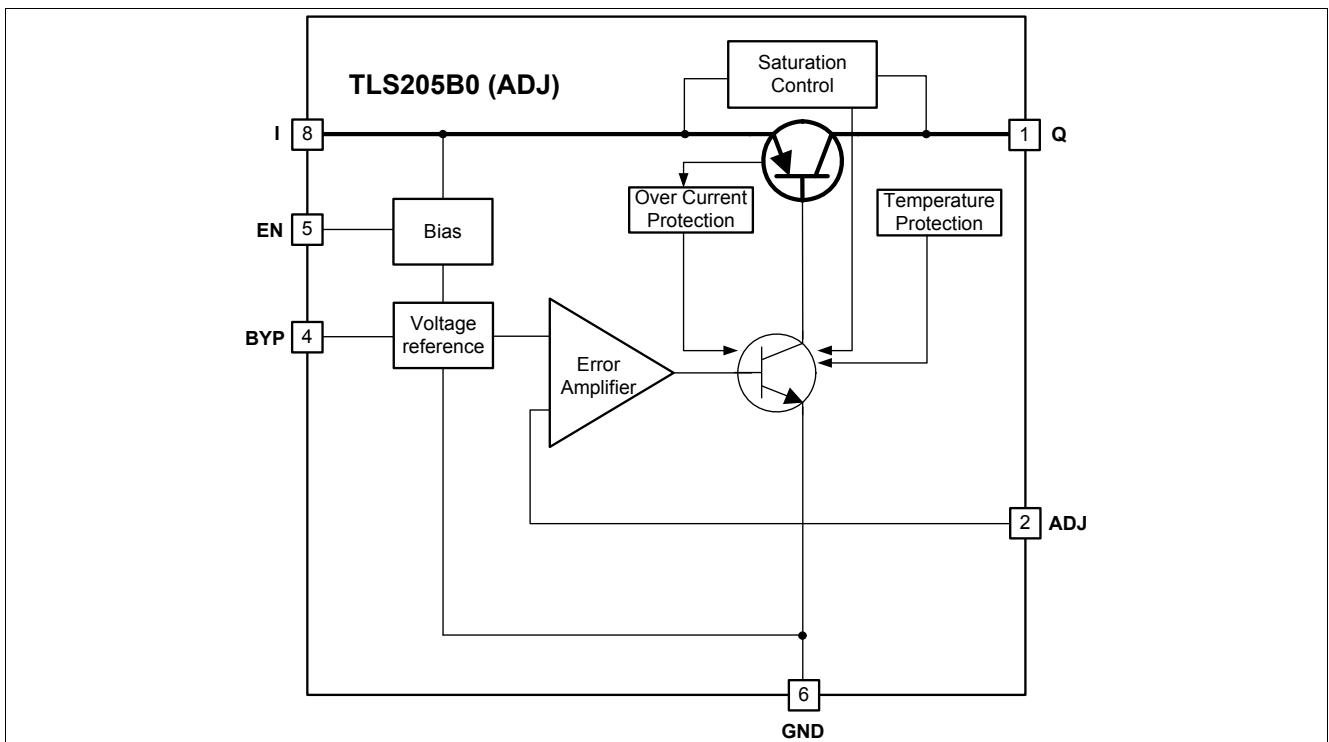 TLS205B0 (ADJ)
Saturation
Control
I
8
1
Q
Over Current
Protection
Temperature
Protection
EN
5
Bias
BYP
4
Voltage
reference
Error
Amplifier
2
ADJ
6
GND